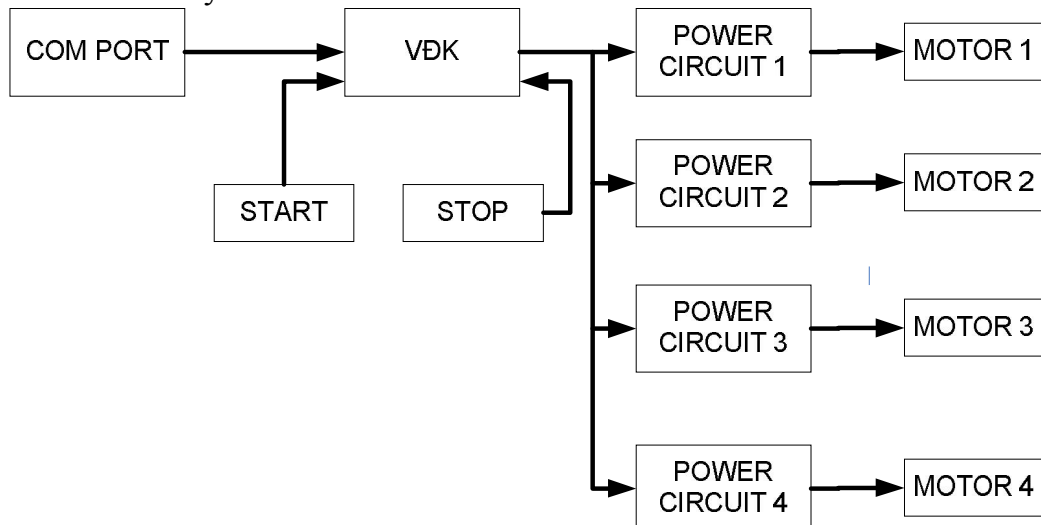 y
COM PORT
VĐK
POWER
CIRCUIT 1
MOTOR 1
START
STOP
POWER
CIRCUIT 2
MOTOR 2
POWER
CIRCUIT 3
MOTOR 3
POWER
CIRCUIT 4
MOTOR 4